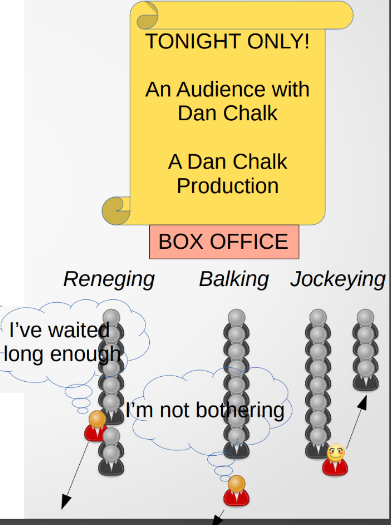 TONIGHT ONLY!
An Audience with
Dan Chalk
A Dan Chalk
Production
BOX OFFICE
Reneging
Balking
Jockeying
I've waited
long enough
I'm not bothering